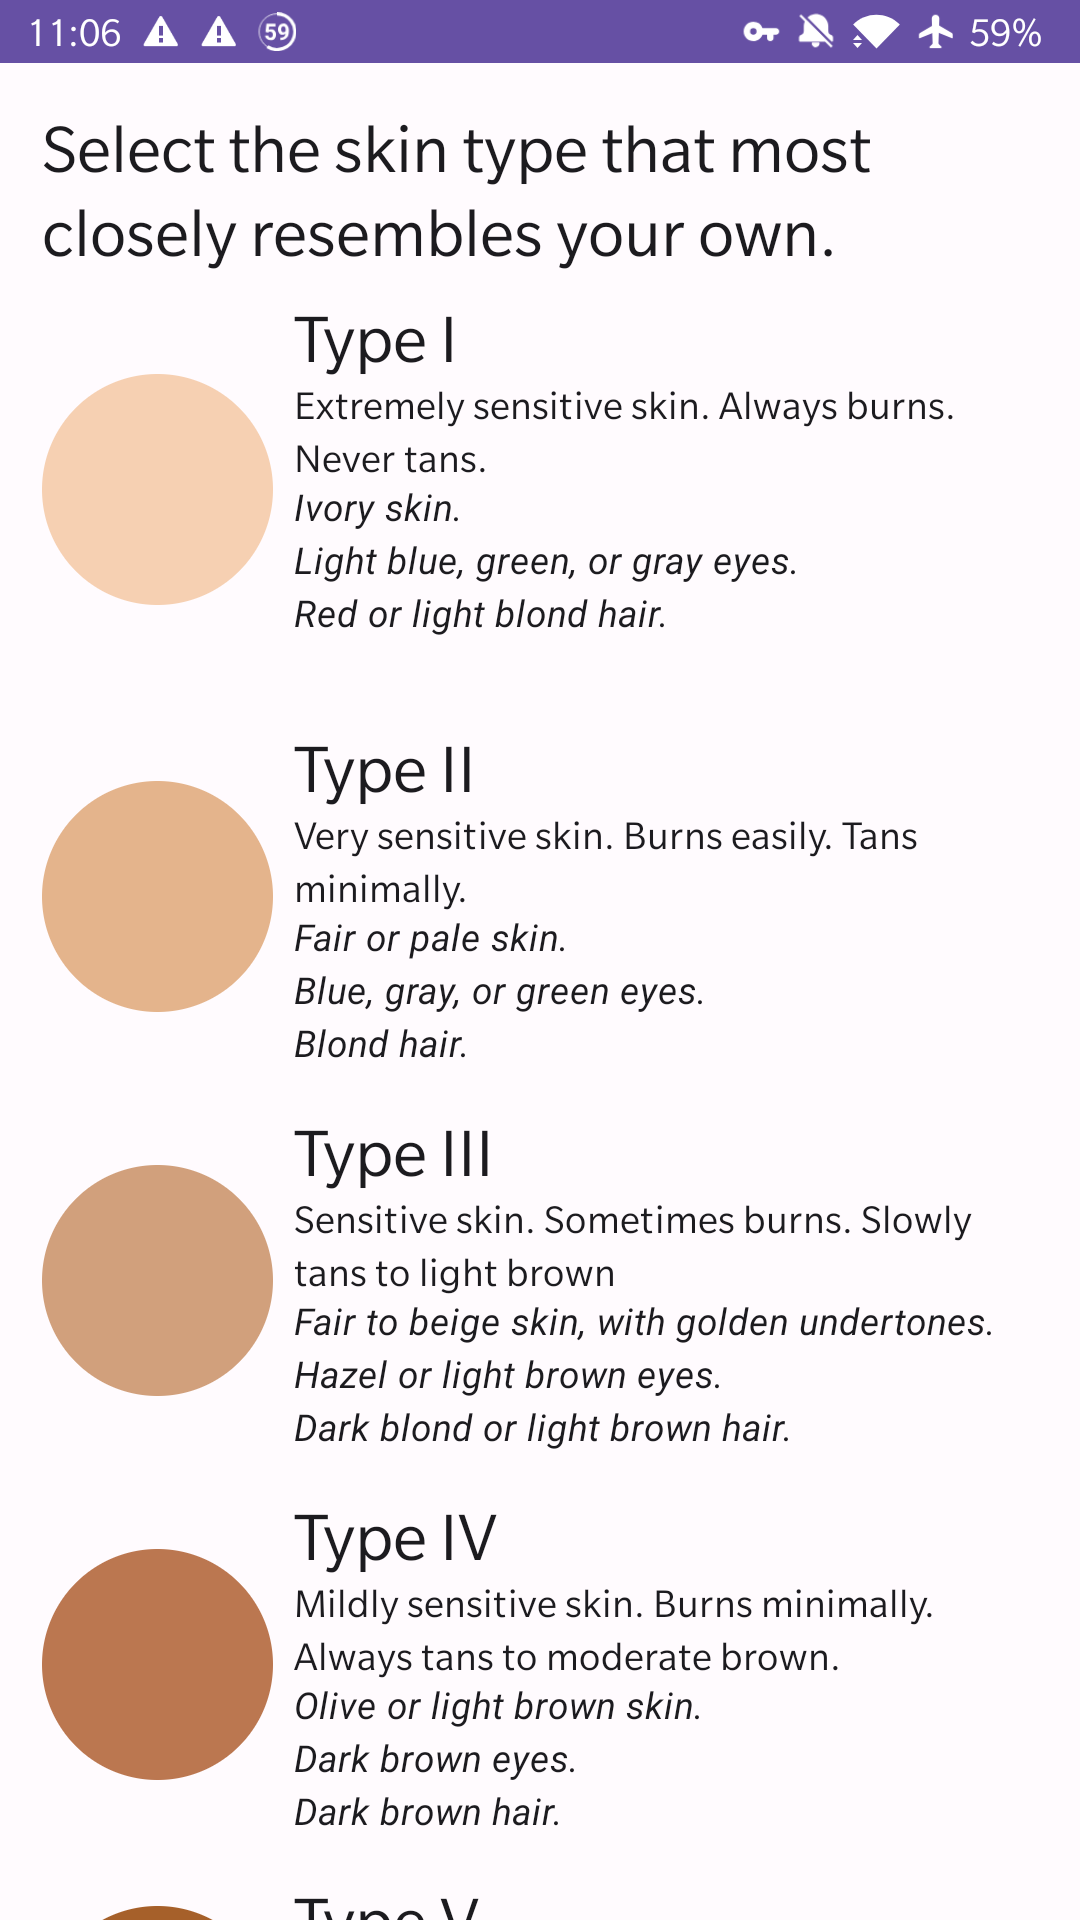 11:06
59
59%
Select the skin type that most
closely resembles your own.
Type I
Extremely sensitive skin. Always burns.
Never tans.
Ivory skin.
Light blue, green, or gray eyes.
Red or light blond hair.
Type II
Very sensitive skin. Burns easily. Tans
minimally.
Fair or pale skin.
Blue, gray, or green eyes.
Blond hair.
Type III
Sensitive skin. Sometimes burns. Slowly
tans to light brown
Fair to beige skin, with golden undertones.
Hazel or light brown eyes.
Dark blond or light brown hair.
Type IV
Mildly sensitive skin. Burns minimally.
Always tans to moderate brown.
Olive or light brown skin.
Dark brown eyes.
Dark brown hair.
Type V